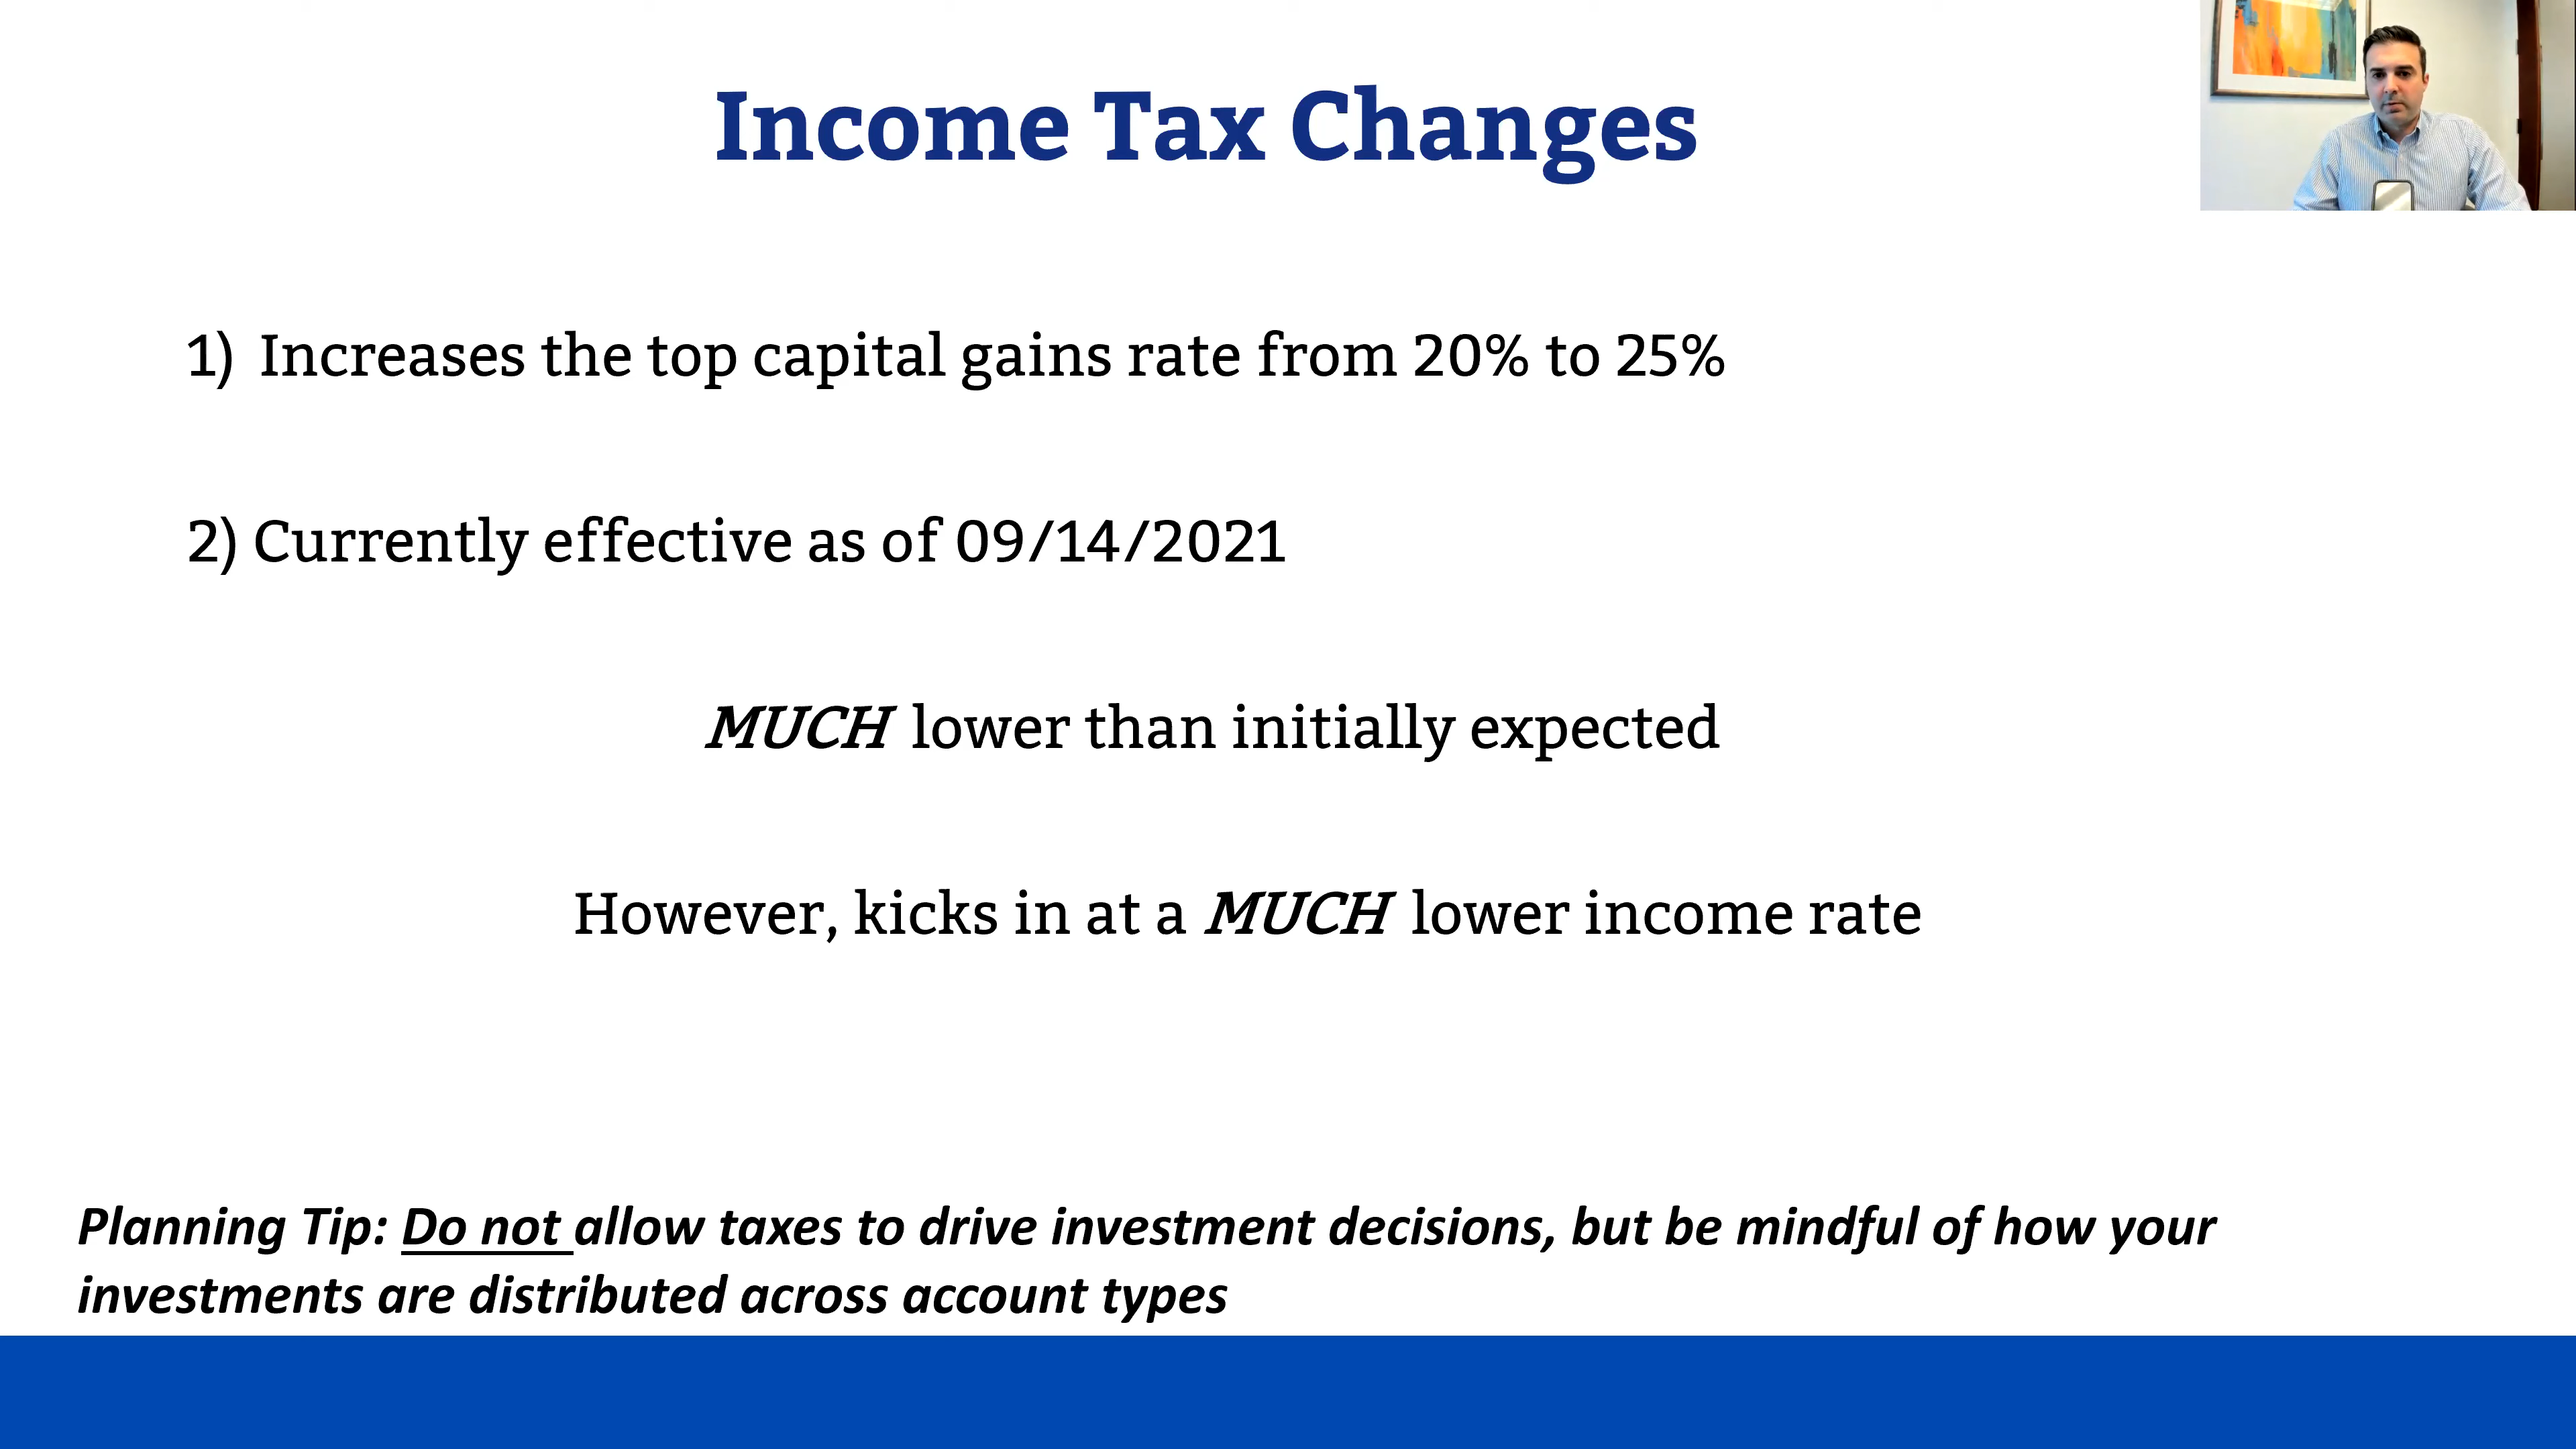 Income Tax Changes
1) Increases the top capital gains rate from 20% to 25%
2) Currently effective as of 09/14/2021
MUCH lower than initially expected
However, kicks in at a MUCH lower income rate
Planning Tip: Do not allow taxes to drive investment decisions, but be mindful of how your
investments are distributed across account types